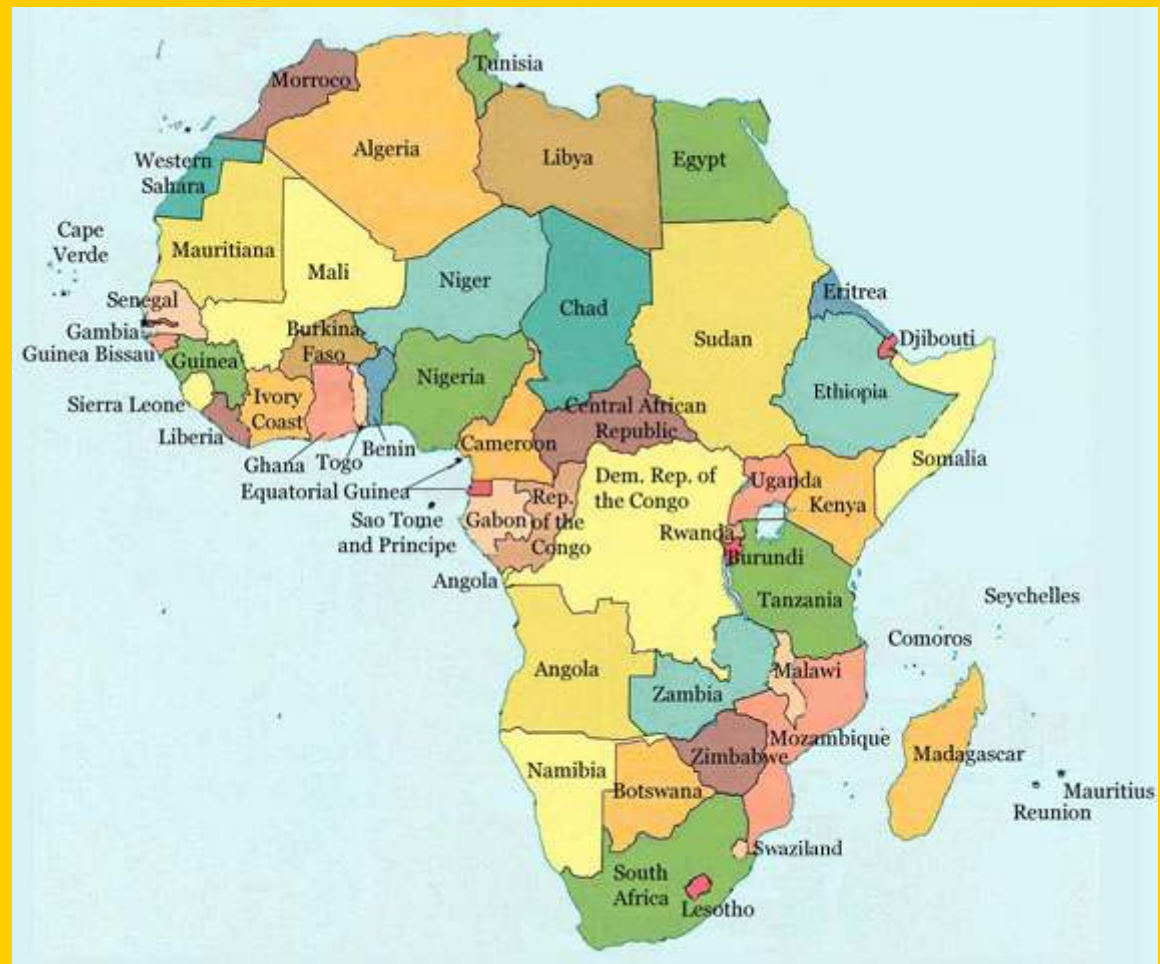 Tunisia
Morroco
Algeria
Libya
Egypt
Western
Sahara
Cape
Verde
Mauritiana
Mali
Niger
Chad
Sudan
Eritrea
Djibouti
Senegal
Gambia
Guinea Bissau
Guinea
Burkina
Faso
Nigeria
Ethiopia
Sierra Leone
Ivory
Coast
Liberia
Ghana
Togo
Benin
Cameroon
Central African
Republic
Somalia
Equatorial Guinea
Sao Tome
and Principe
Gabon
Rep.
of the
Congo
Dem. Rep. of
the Congo
Uganda
Kenya
Rwanda
Burundi
Angola
Tanzania
Seychelles
Comoros
Angola
Zambia
Malawi
Mozambique
Zimbabwe
Madagascar
Namibia
Botswana
Mauritius
Reunion
Swaziland
South
Africa
Lesotho